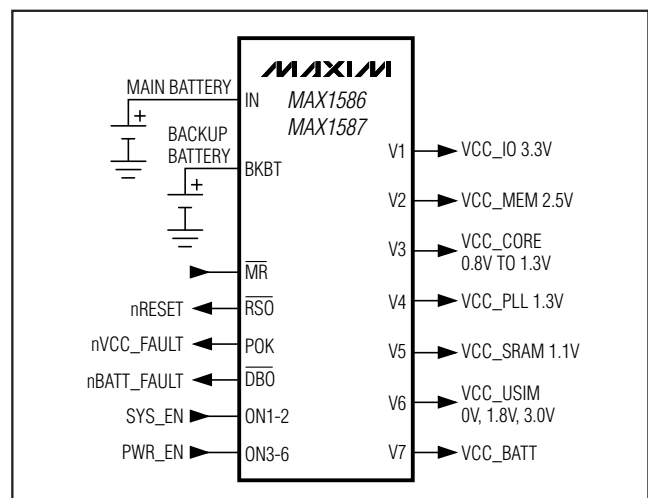 MAXIM
MAX1586
MAX1587
MAIN BATTERY
+
IN
BACKUP
BATTERY
+
BKBT
MR
nRESET
RSO
nVCC_FAULT
POK
nBATT_FAULT
DBO
SYS_EN
ON1-2
PWR_EN
ON3-6
V1
VCC_IO 3.3V
V2
VCC_MEM 2.5V
V3
VCC_CORE
0.8V TO 1.3V
V4
VCC_PLL 1.3V
V5
VCC_SRAM 1.1V
V6
VCC_USIM
0V, 1.8V, 3.0V
V7
VCC_BATT